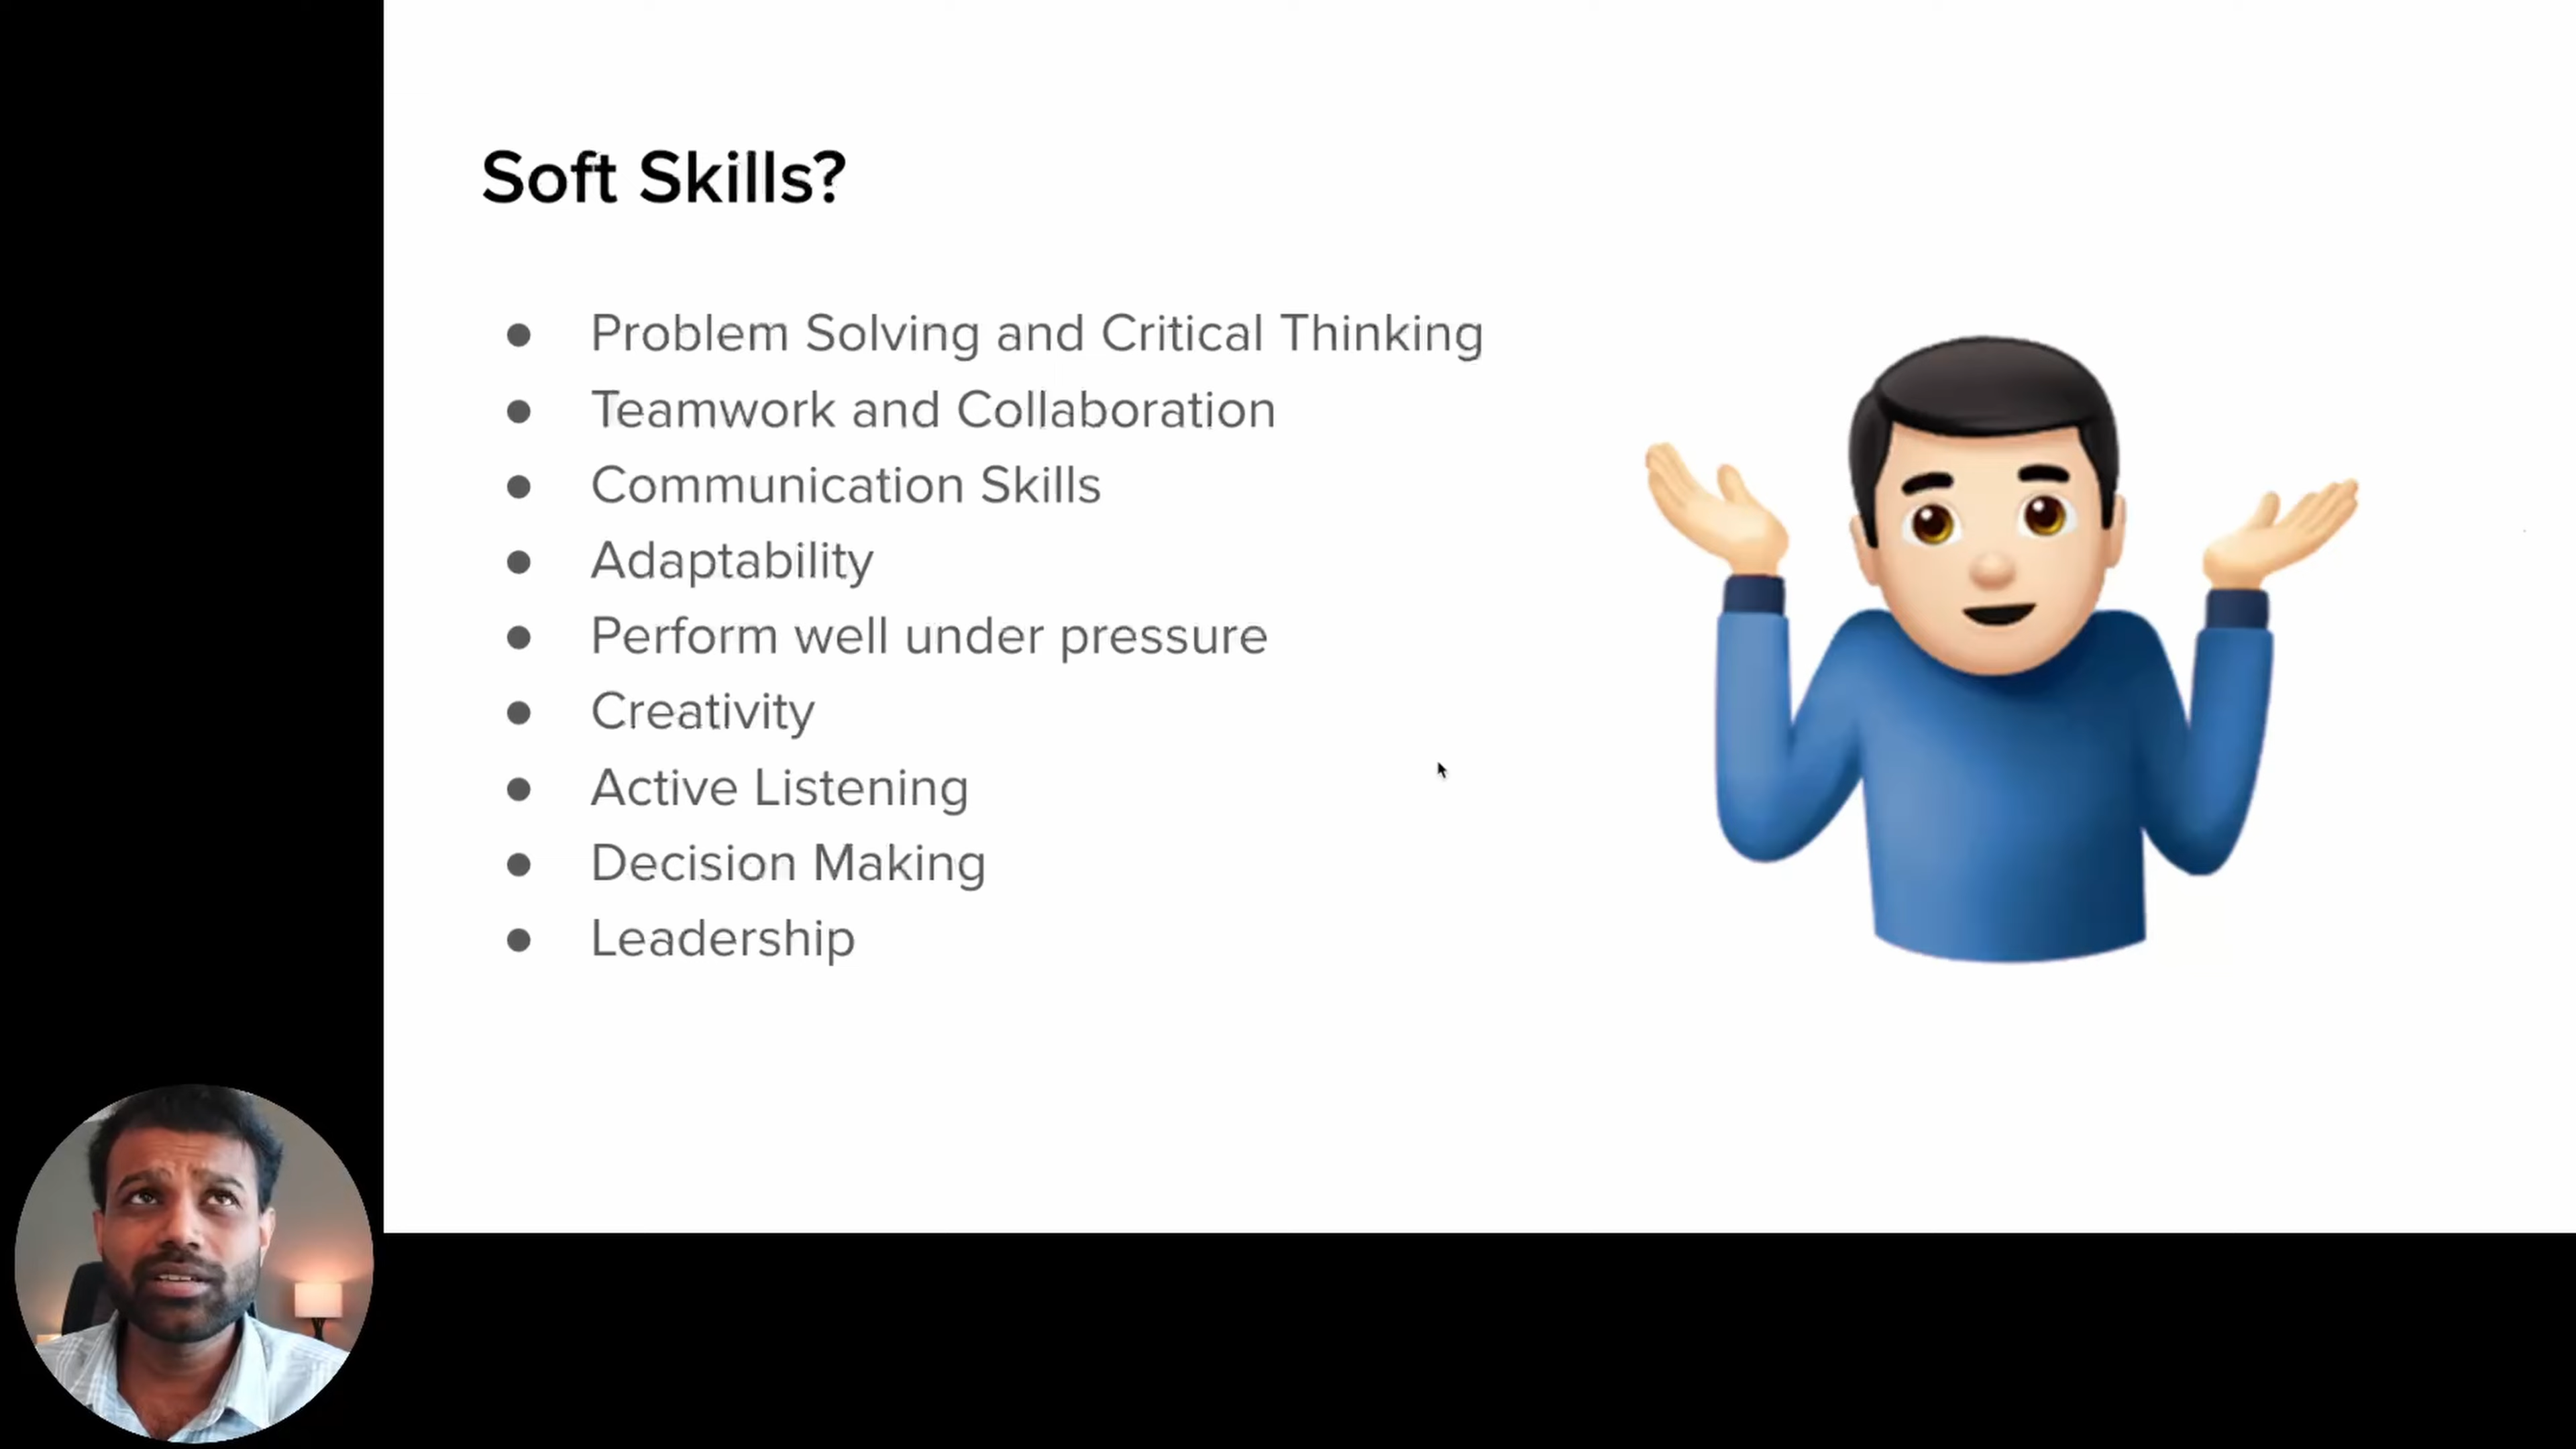 Soft Skills?
Problem Solving and Critical Thinking
Teamwork and Collaboration
Communication Skills
Adaptability
Perform well under pressure
Creativity
Active Listening
Decision Making
Leadership